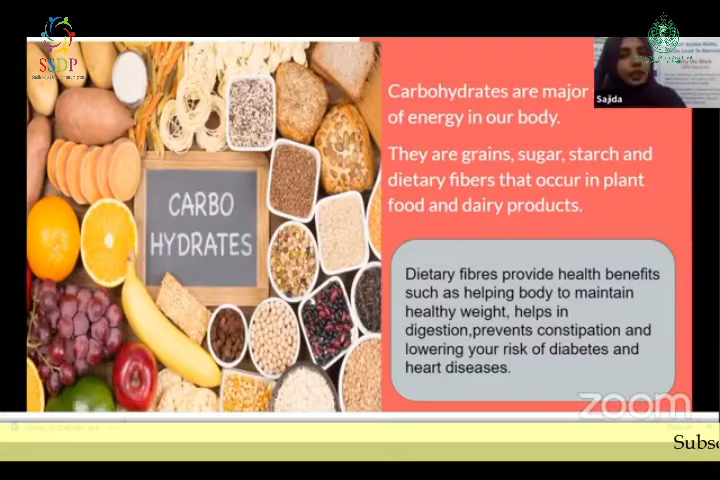 SSDP
Carbohydrates are major
of energy in our body.
They are grains, sugar, starch and
dietary fibers that occur in plant
food and dairy products.
Sajida
CARBO
HYDRATES
Dietary fibres provide health benefits
such as helping body to maintain
healthy weight, helps in
digestion,prevents constipation and
lowering your risk of diabetes and
heart diseases.
zoom
Subsc